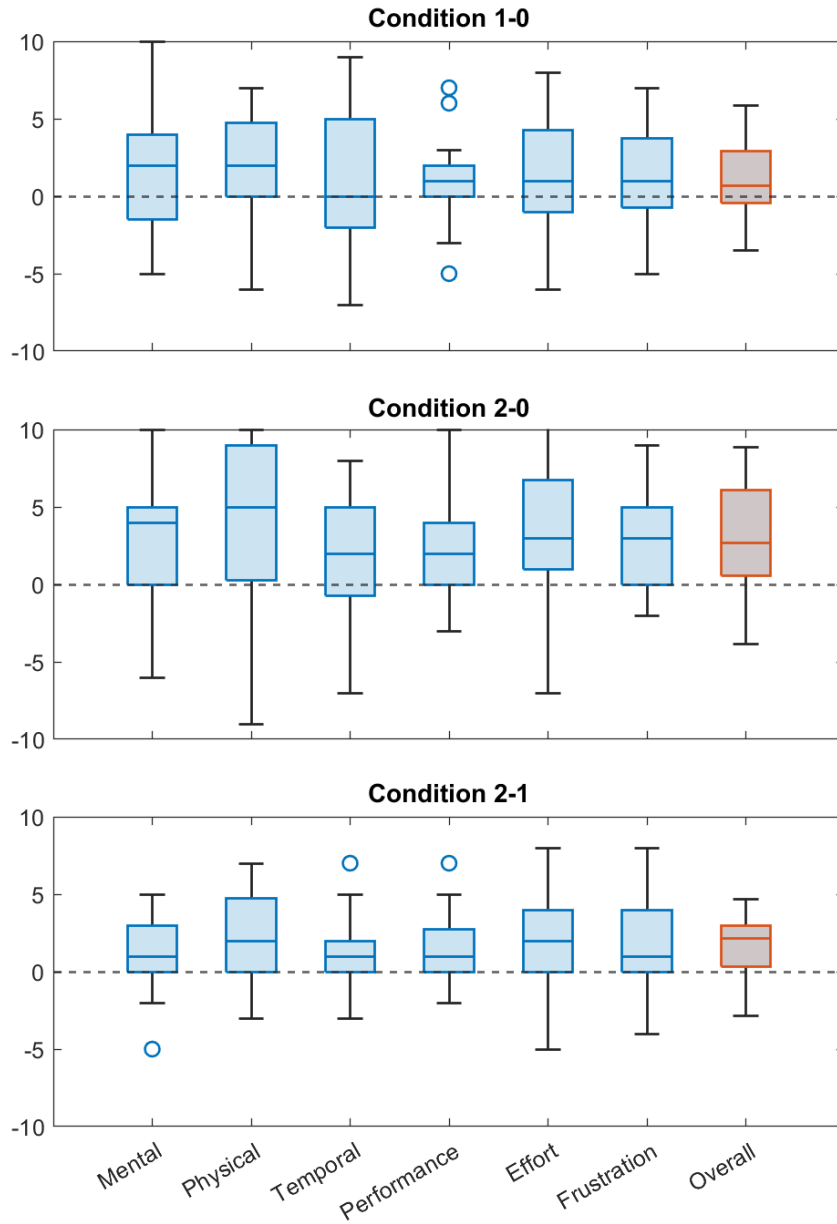 Condition 1-0
10
5
0
-5
-10
Condition 2-0
10
5
0
-5
-10
Condition 2-1
10
5
0
-5
-10
Mental
Physical
Temporal
Performance
Effort
Frustration
Overall